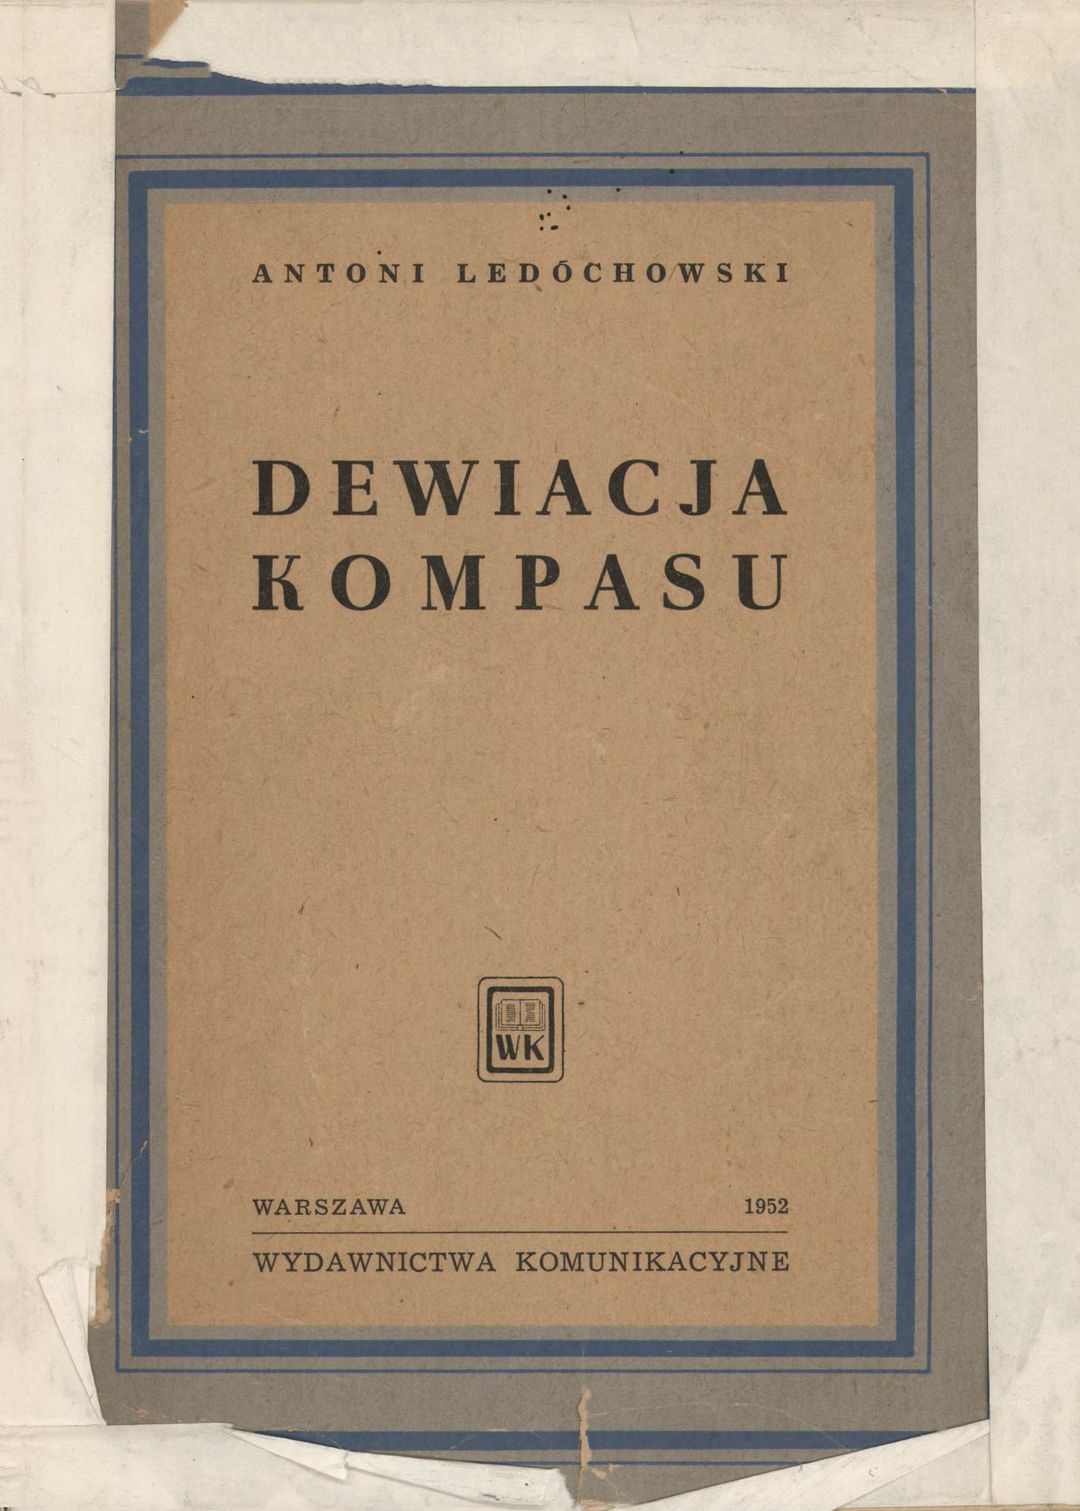 ANTONI LEDÓCHOWSKI
DEWIACJA
KOMPASU
WK
WARSZAWA 1952
WYDAWNICTWA KOMUNIKACYJNE